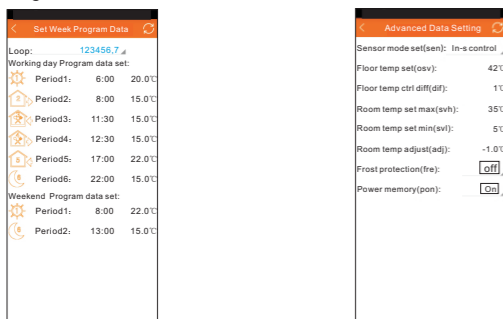 Set Week Program Data
Loop: 123456,7
Working day Program data set:
Period1: 6:00 20.0℃
Period2: 8:00 15.0℃
Period3: 11:30 15.0℃
Period4: 12:30 15.0℃
Period5: 17:00 22.0℃
Period6: 22:00 15.0℃
Weekend Program data set:
Period1: 8:00 22.0℃
Period2: 13:00 15.0℃
Advanced Data Setting
Sensor mode set(sen): In-s control
Floor temp set(osv): 42℃
Floor temp ctrl diff(dif): 1℃
Room temp set max(svh): 35℃
Room temp set min(svl): 5℃
Room temp adjust(adj): -1.0℃
Frost protection(fre): off
Power memory(pon): On